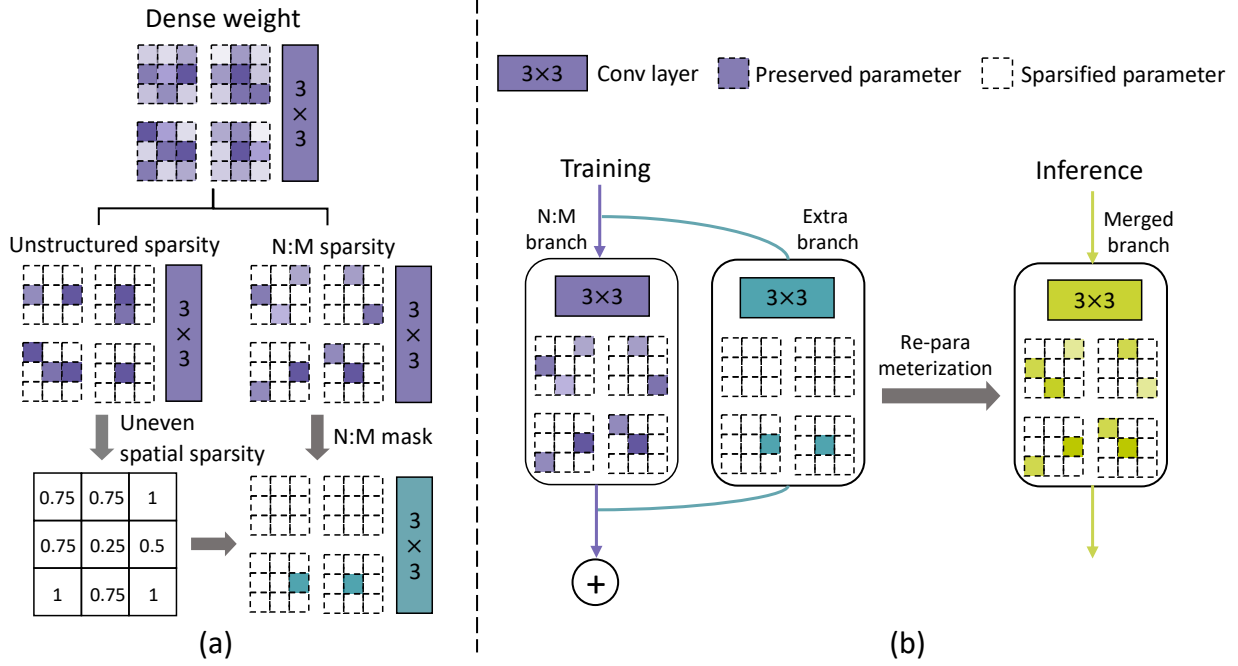 Dense weight
3×3
Unstructured sparsity
N:M sparsity
3×3
3×3
Uneven
spatial sparsity
N:M mask
0.75 0.75 1
0.75 0.25 0.5
1 0.75 1
3×3
(a)
3×3 Conv layer
Preserved parameter
Sparsified parameter
Training
Inference
N:M
branch
Extra
branch
Merged
branch
3×3
3×3
3×3
Re-para
meterization
+
(b)